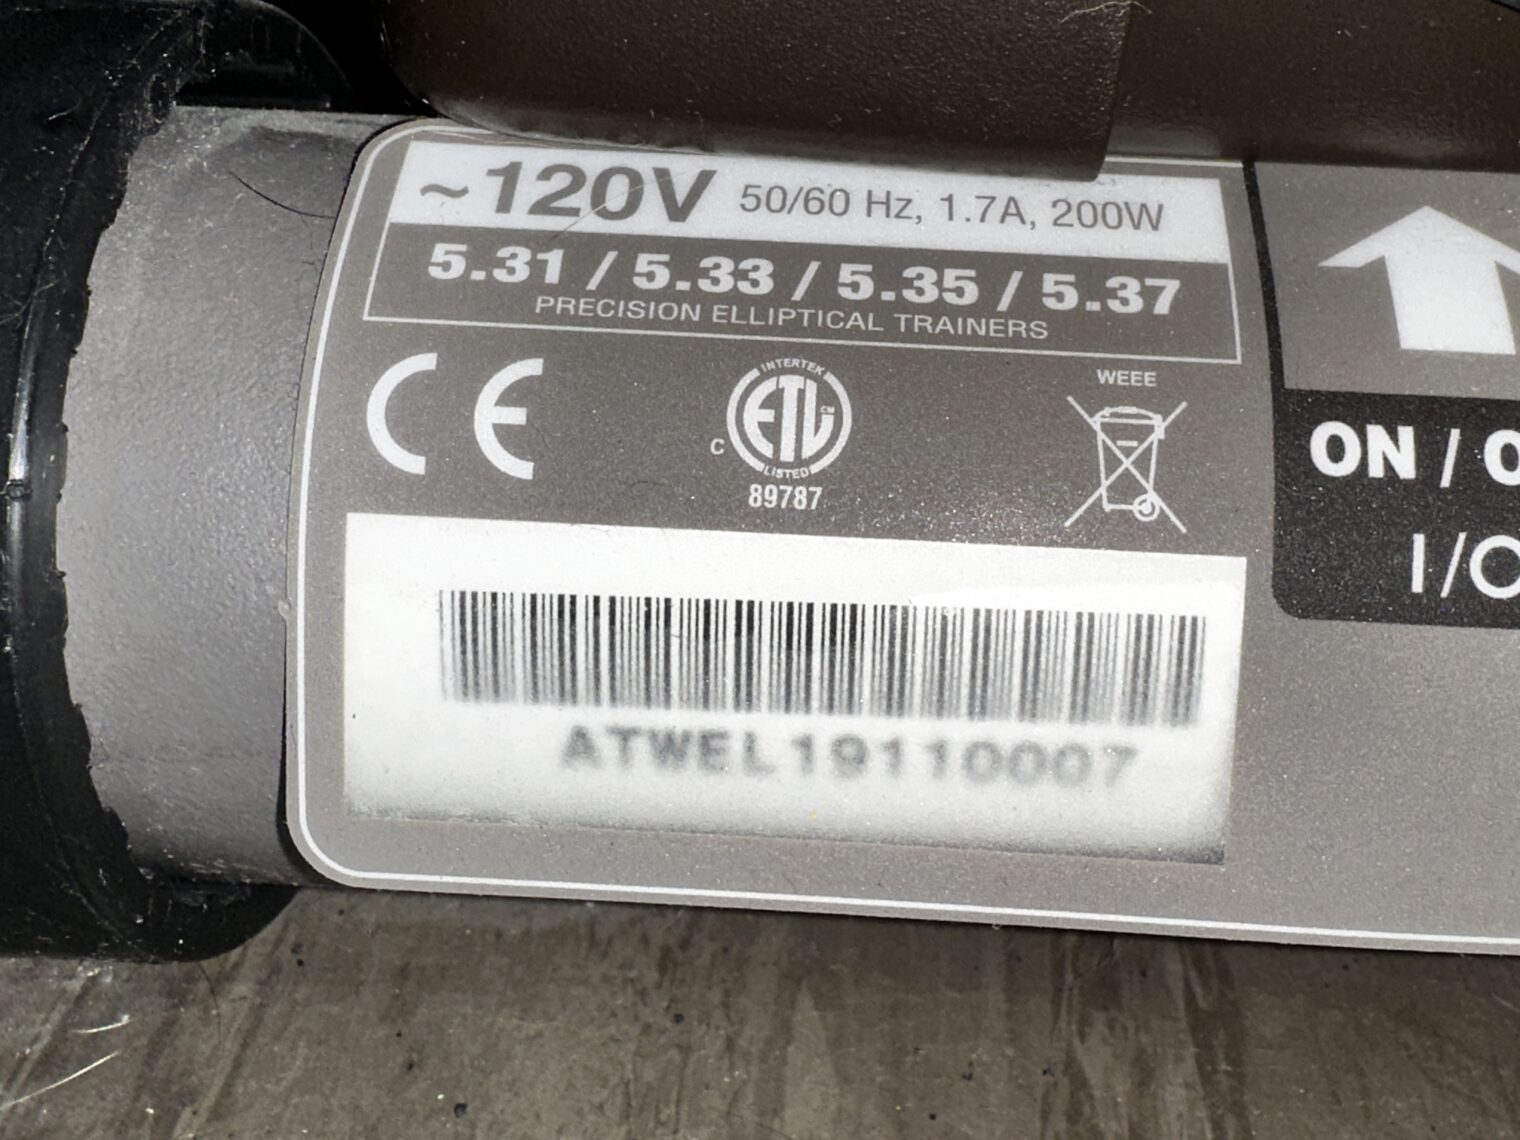 ~120V 50/60 Hz, 1.7A, 200W
5.31 / 5.33 / 5.35 / 5.37
PRECISION ELLIPTICAL TRAINERS
CE
INTERTEK
C ETL CM
LISTED
89787
WEEE
ATWEL19110007
ON /
I/O